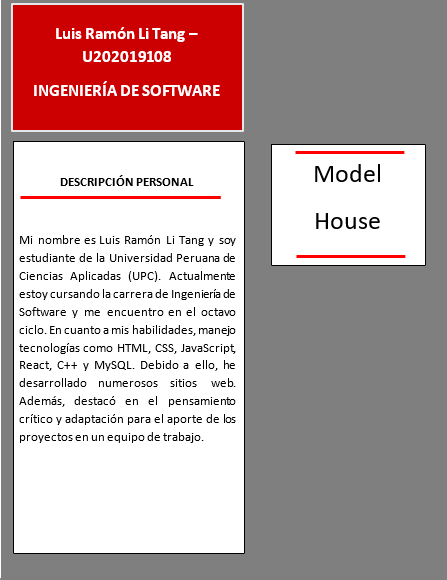 Luis Ramón Li Tang –
U202019108
INGENIERÍA DE SOFTWARE
DESCRIPCIÓN PERSONAL
Mi nombre es Luis Ramón Li Tang y soy
estudiante de la Universidad Peruana de
Ciencias Aplicadas (UPC). Actualmente
estoy cursando la carrera de Ingeniería de
Software y me encuentro en el octavo
ciclo. En cuanto a mis habilidades, manejo
tecnologías como HTML, CSS, JavaScript,
React, C++ y MySQL. Debido a ello, he
desarrollado numerosos sitios web.
Además, destacó en el pensamiento
crítico y adaptación para el aporte de los
proyectos en un equipo de trabajo.
Model
House